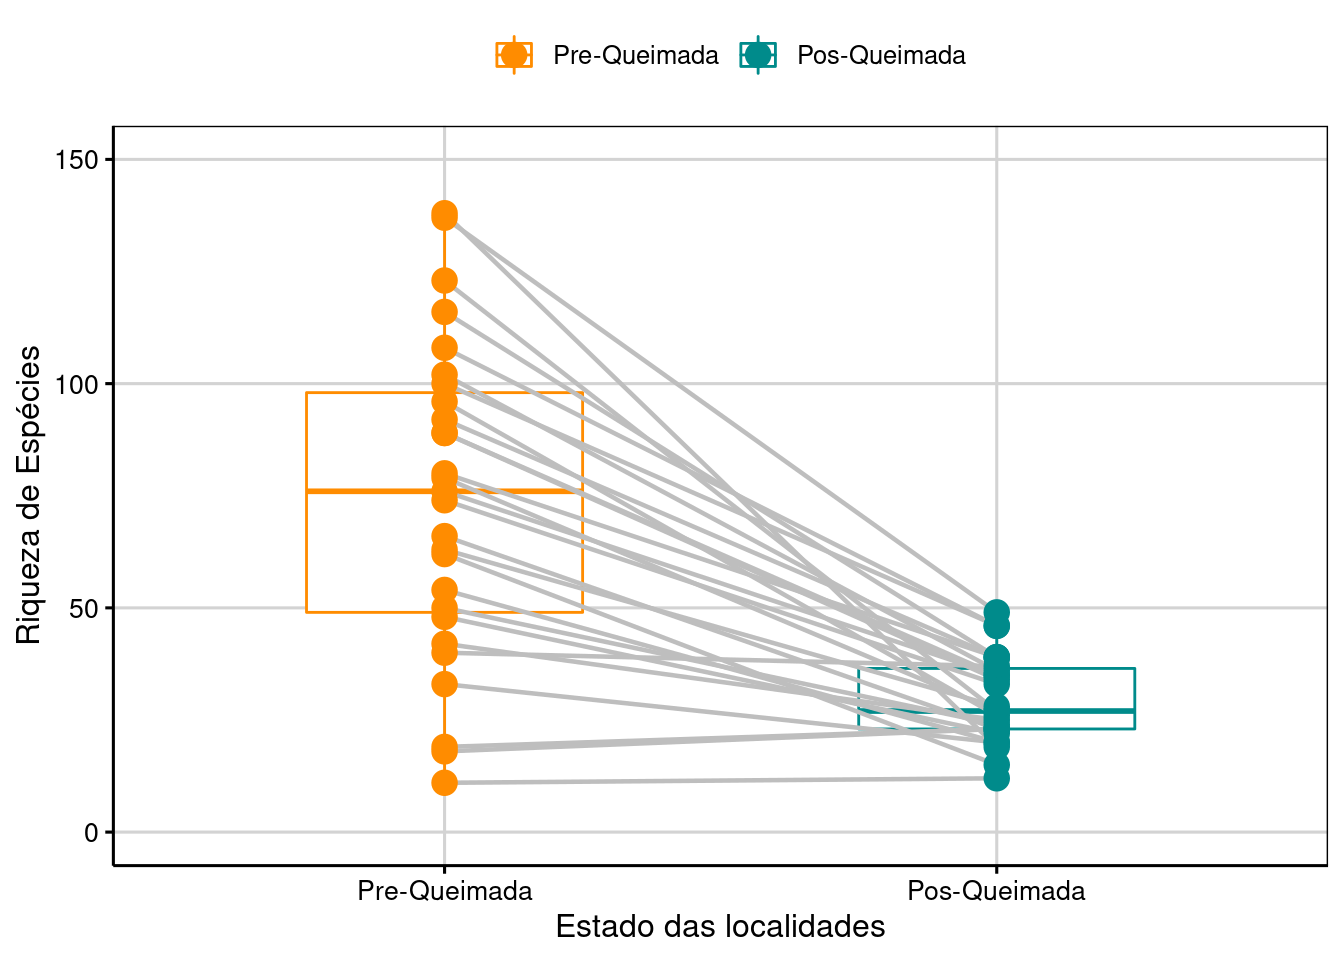 Pre-Queimada Pos-Queimada
150
100
50
0
Riqueza de Espécies
Pre-Queimada Pos-Queimada
Estado das localidades